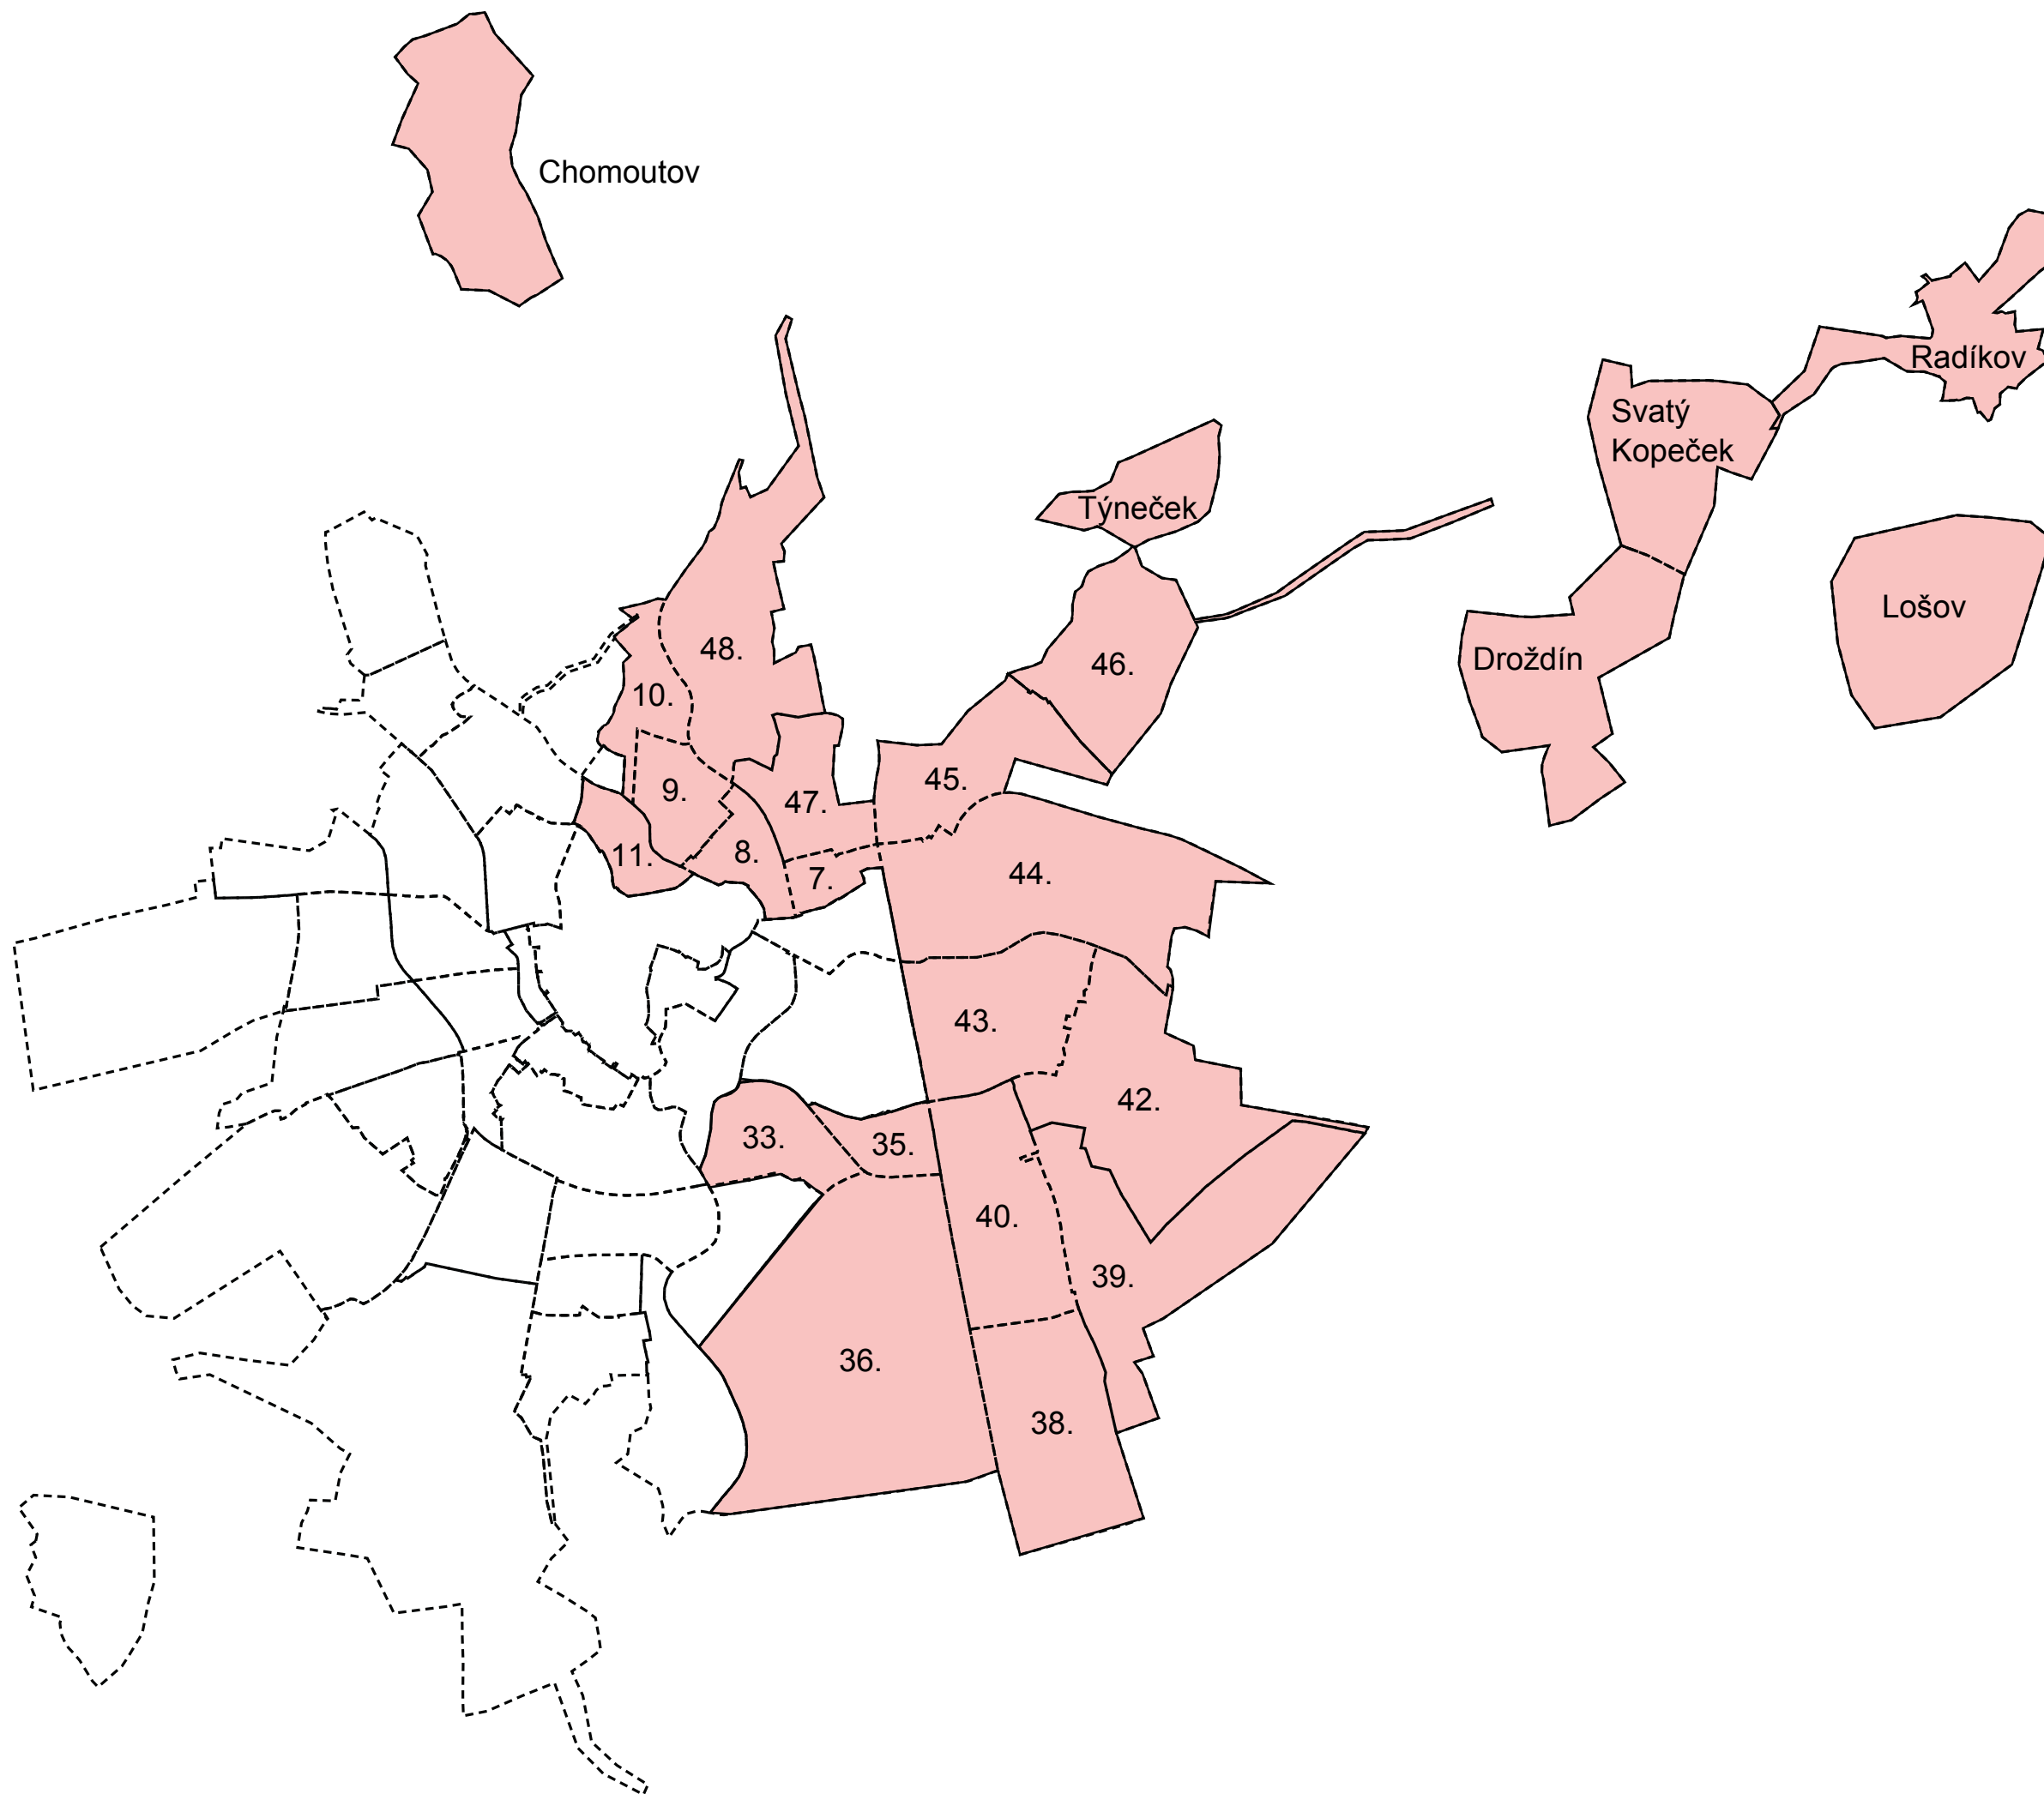 Chomoutov
Radíkov
Svatý
Kopeček
Týneček
Lošov
48.
Droždín
46.
10.
45.
9.
47.
8.
11.
44.
7.
43.
42.
33.
35.
40.
39.
36.
38.